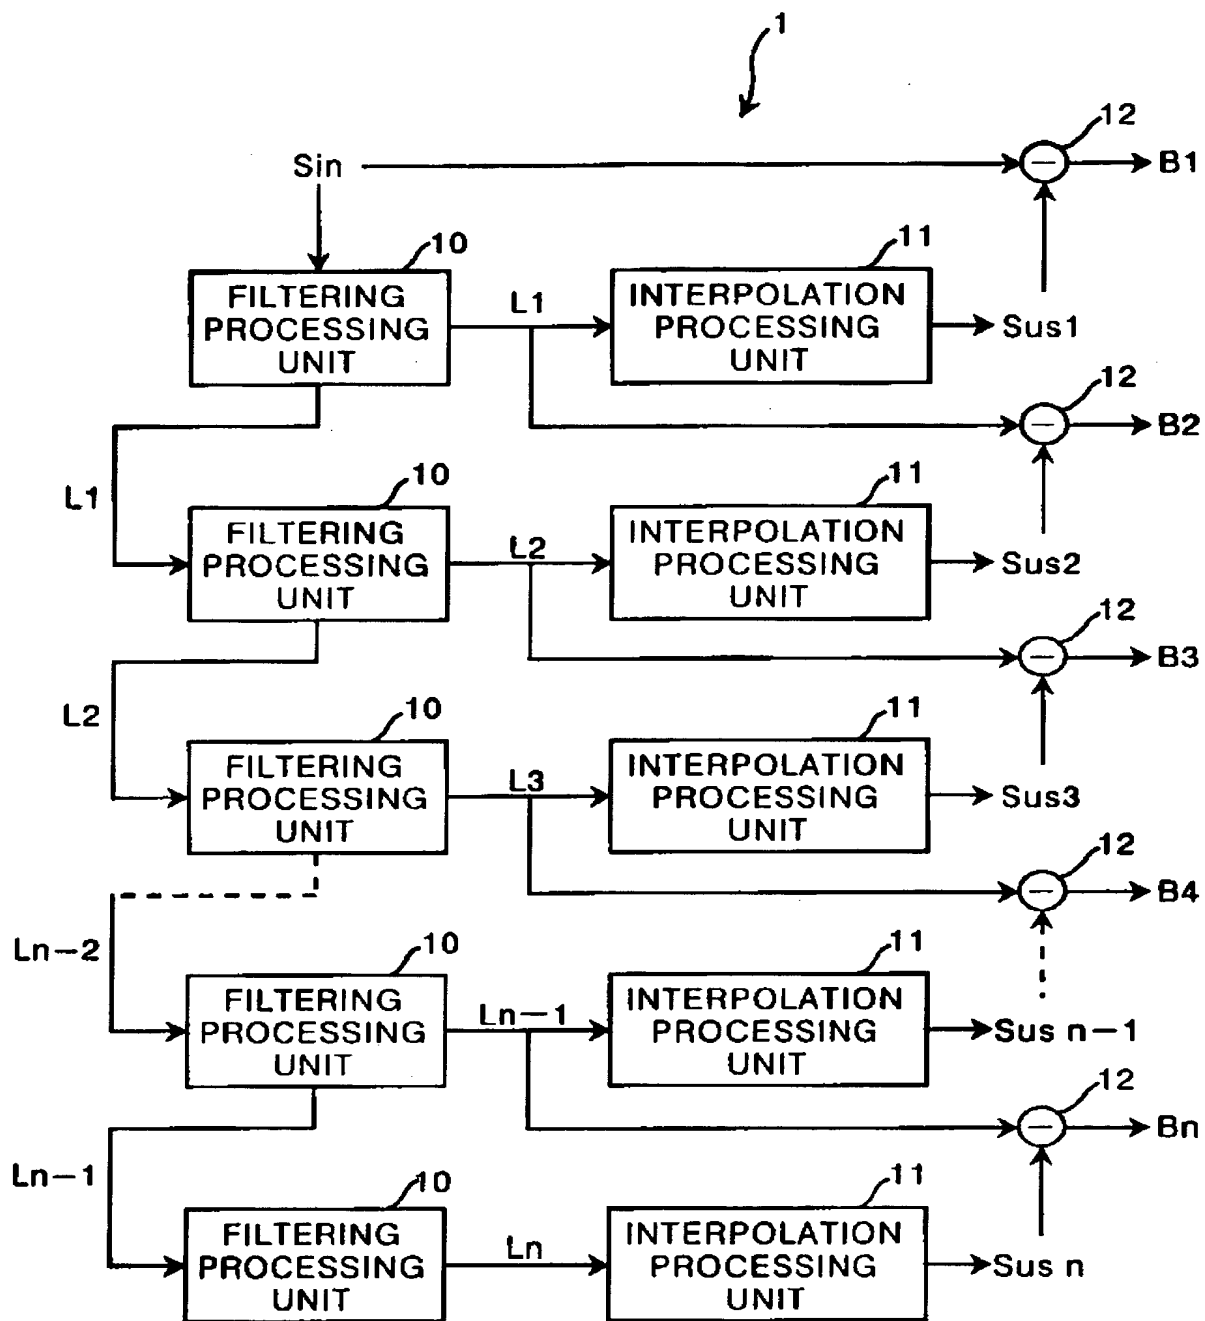 1
12
Sin
B1
10
11
FILTERING
PROCESSING
UNIT
L1
INTERPOLATION
PROCESSING
UNIT
Sus1
12
B2
L1
10
11
FILTERING
PROCESSING
UNIT
L2
INTERPOLATION
PROCESSING
UNIT
Sus2
12
B3
L2
10
11
FILTERING
PROCESSING
UNIT
L3
INTERPOLATION
PROCESSING
UNIT
Sus3
12
B4
Ln-2
10
11
FILTERING
PROCESSING
UNIT
Ln-1
INTERPOLATION
PROCESSING
UNIT
Sus n-1
12
Bn
Ln-1
10
11
FILTERING
PROCESSING
UNIT
Ln
INTERPOLATION
PROCESSING
UNIT
Sus n